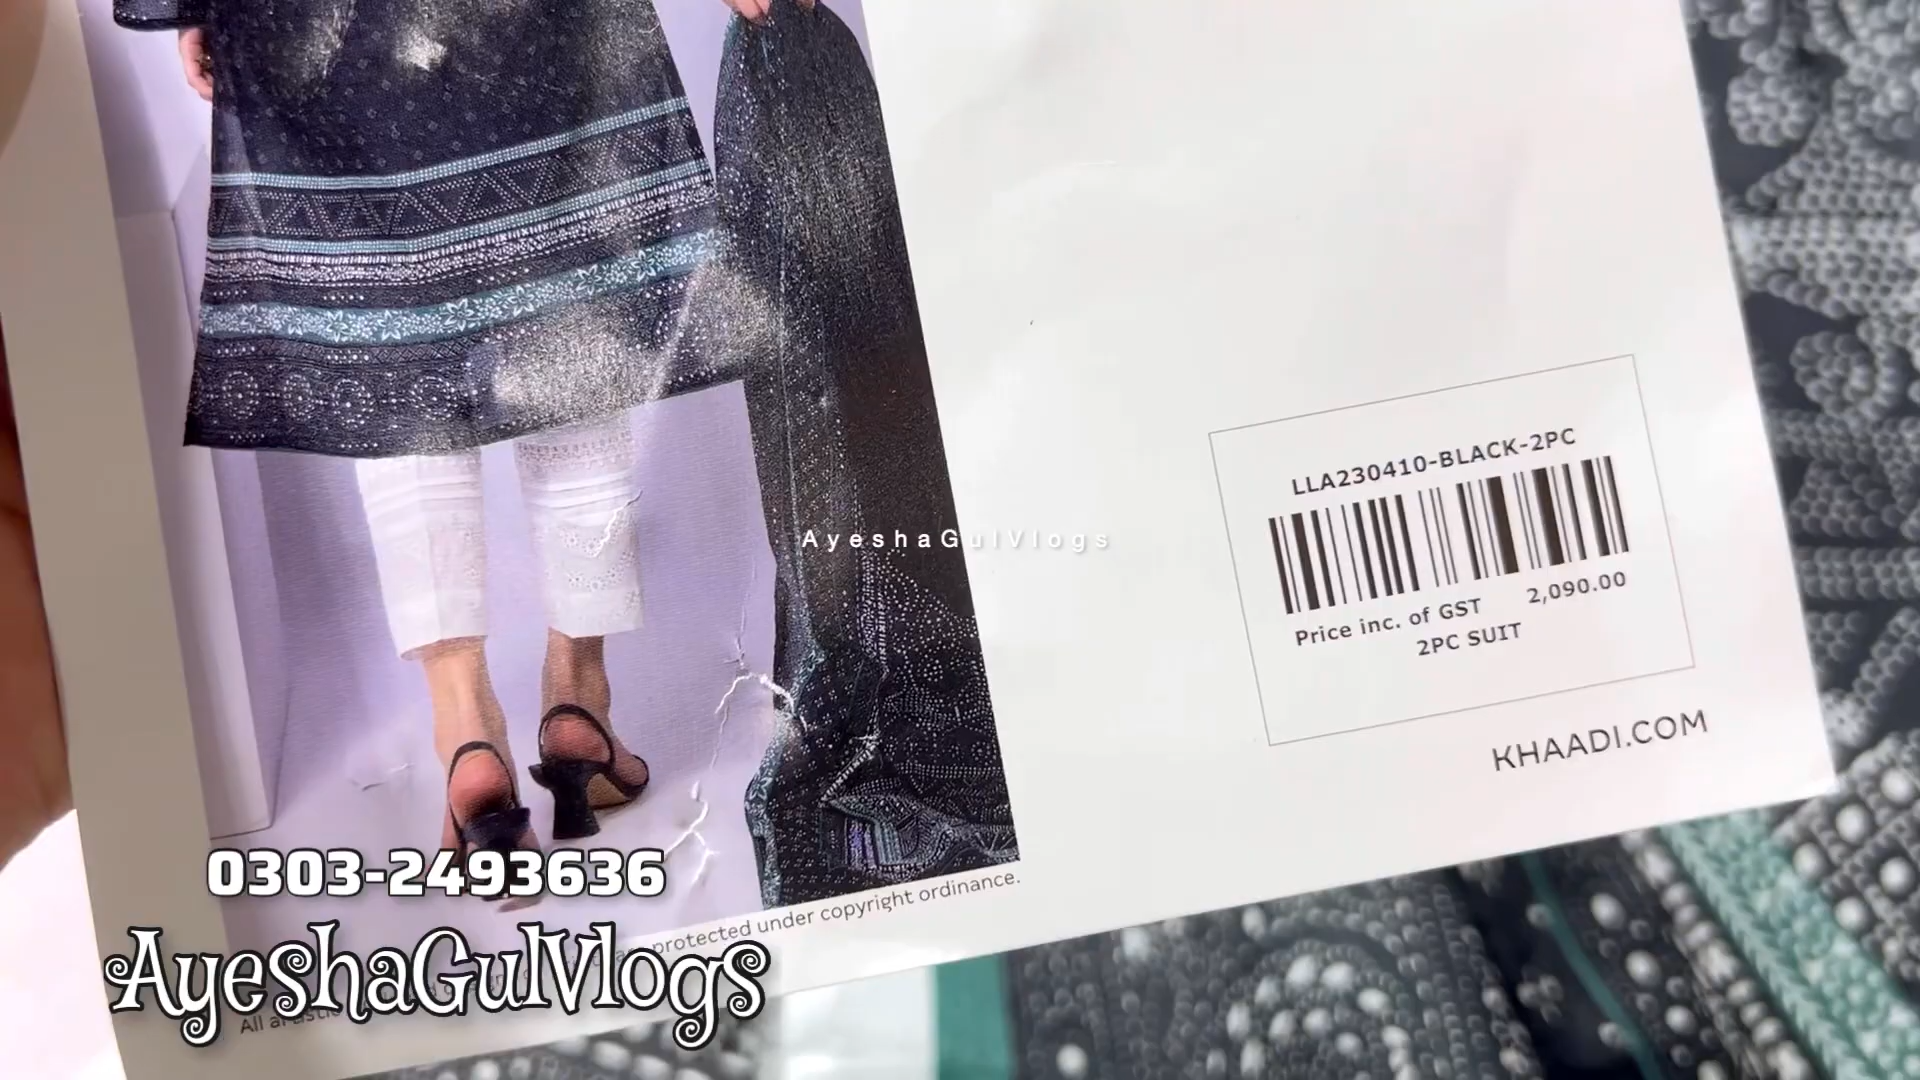 LLA230410-BLACK-2PC
Price inc. of GST 2,090.00
2PC SUIT
KHAADI.COM
AyeshaGulVlogs
0303-2493636
AyeshaGulVlogs
protected under copyright ordinance.
All